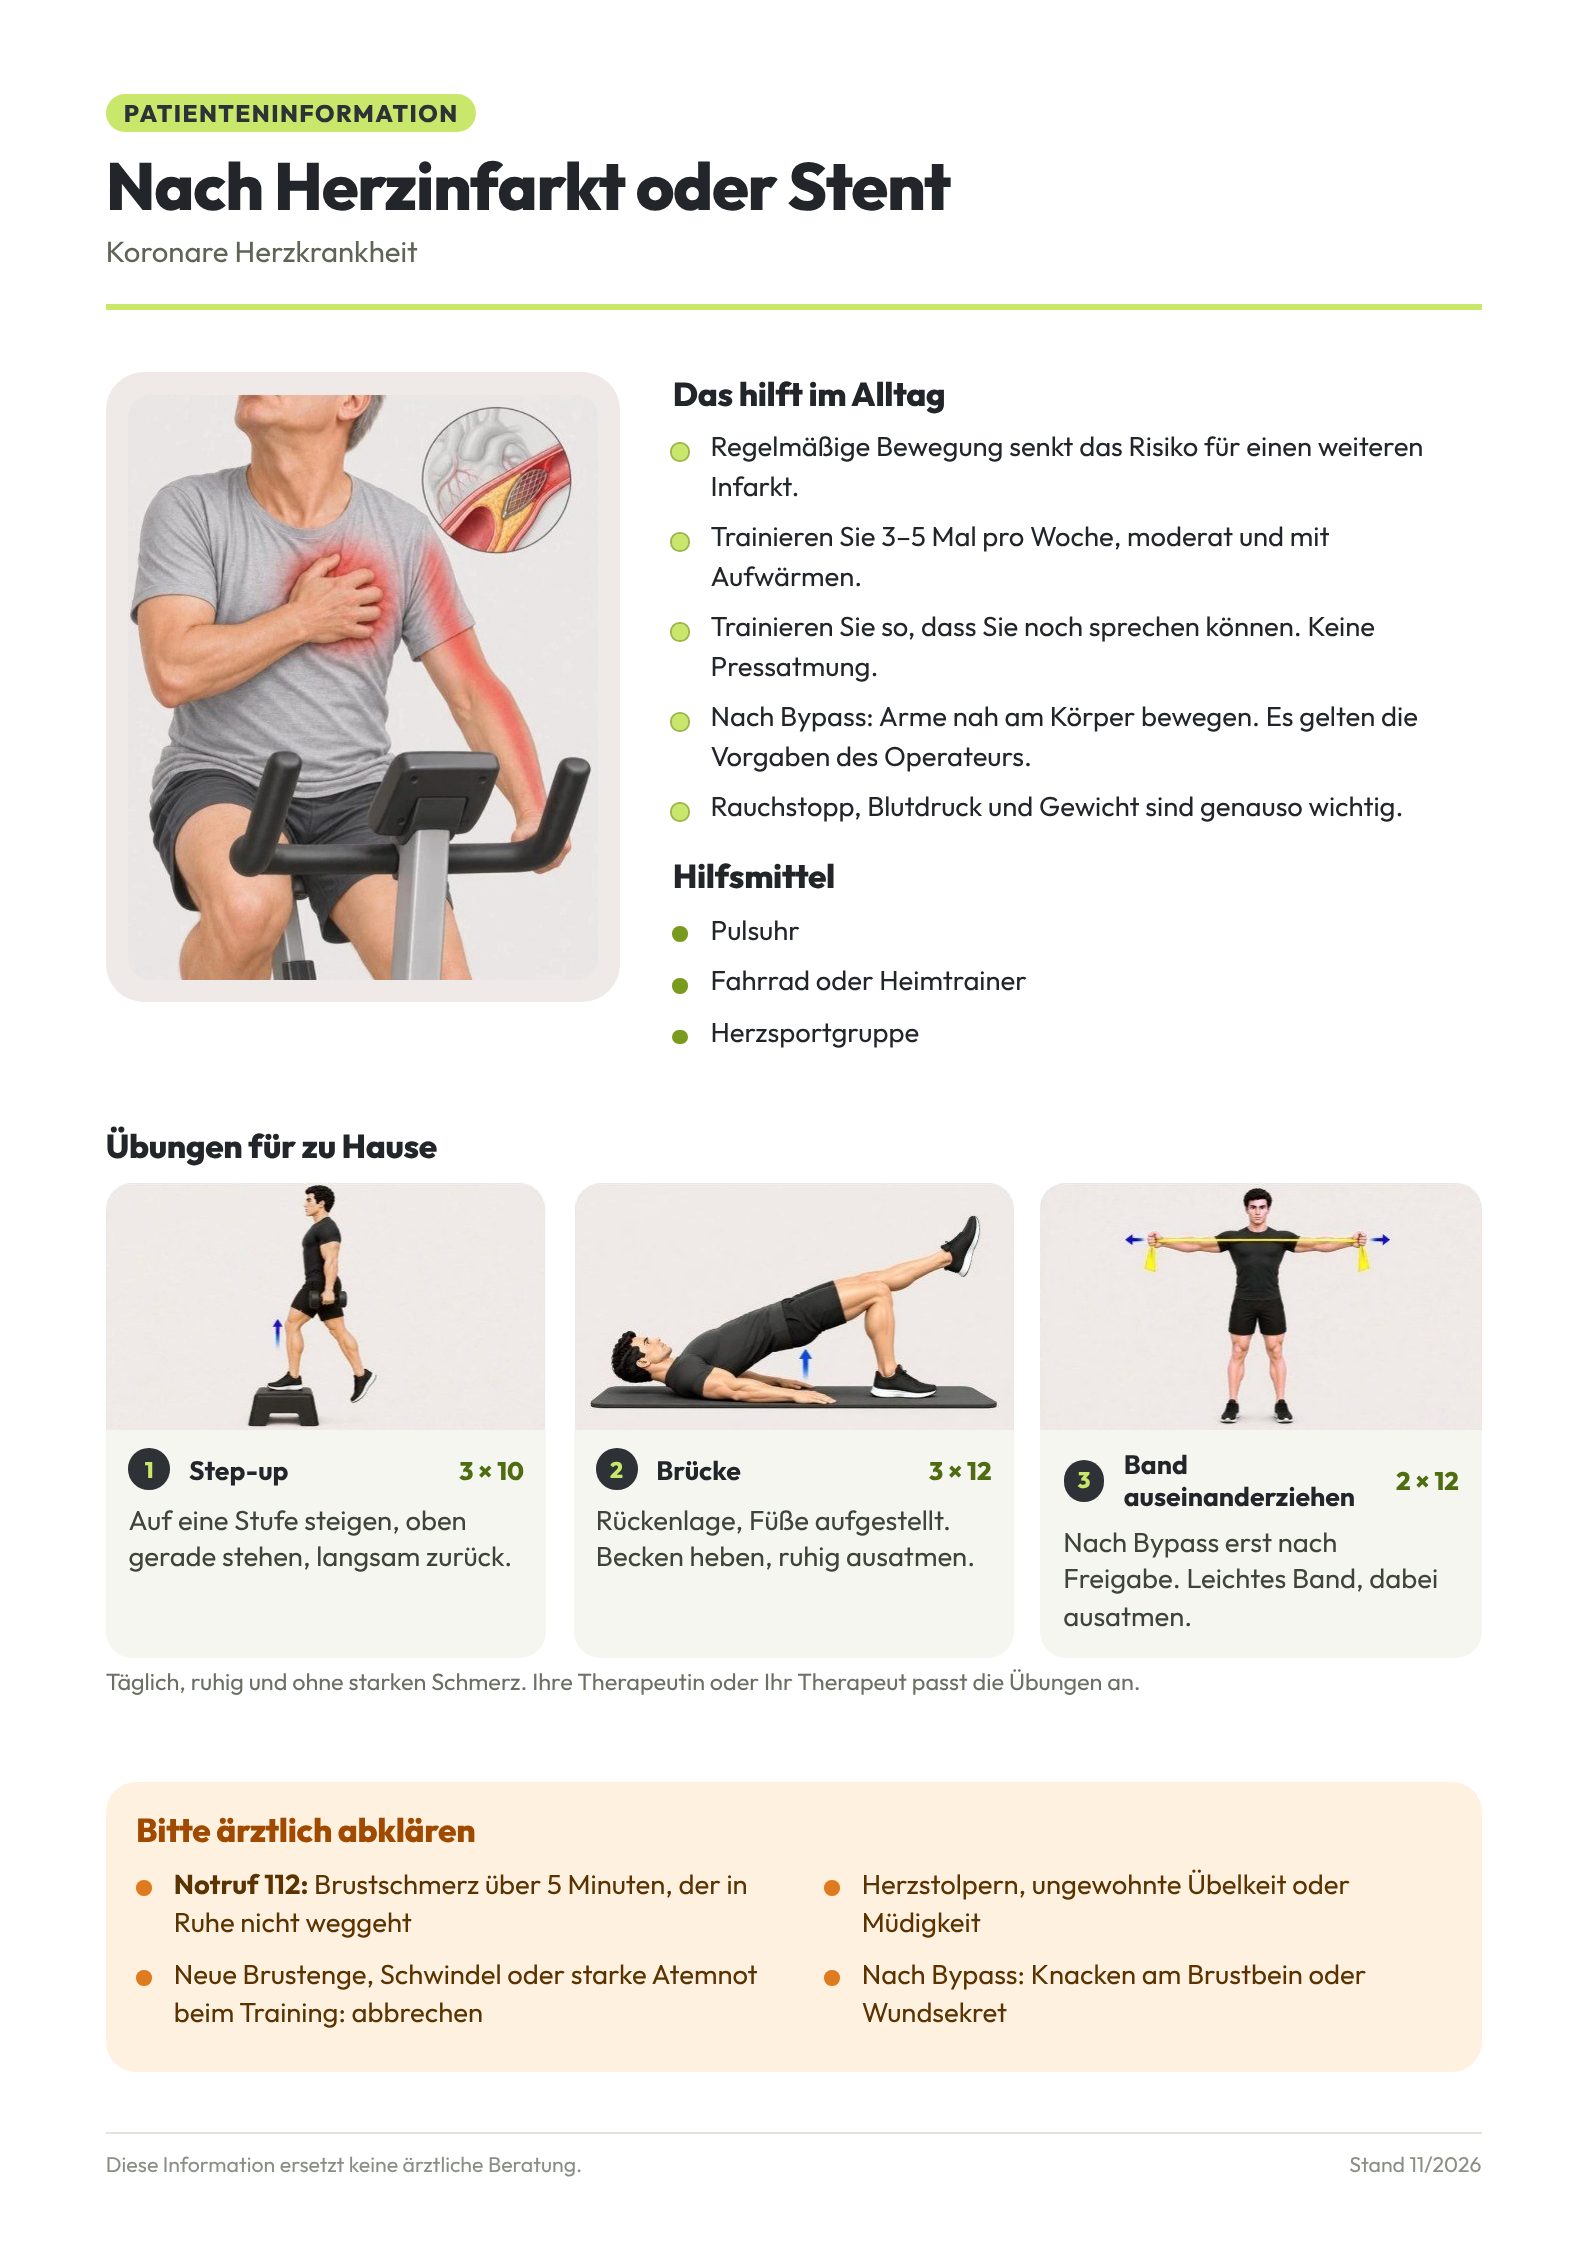 PATIENTENINFORMATION
Nach Herzinfarkt oder Stent
Koronare Herzkrankheit
Das hilft im Alltag
Regelmäßige Bewegung senkt das Risiko für einen weiteren
Infarkt.
Trainieren Sie 3–5 Mal pro Woche, moderat und mit
Aufwärmen.
Trainieren Sie so, dass Sie noch sprechen können. Keine
Pressatmung.
Nach Bypass: Arme nah am Körper bewegen. Es gelten die
Vorgaben des Operateurs.
Rauchstopp, Blutdruck und Gewicht sind genauso wichtig.
Hilfsmittel
Pulsuhr
Fahrrad oder Heimtrainer
Herzsportgruppe
Übungen für zu Hause
1 Step-up 3 × 10
Auf eine Stufe steigen, oben
gerade stehen, langsam zurück.
2 Brücke 3 × 12
Rückenlage, Füße aufgestellt.
Becken heben, ruhig ausatmen.
3 Band
auseinanderziehen 2 × 12
Nach Bypass erst nach
Freigabe. Leichtes Band, dabei
ausatmen.
Täglich, ruhig und ohne starken Schmerz. Ihre Therapeutin oder Ihr Therapeut passt die Übungen an.
Bitte ärztlich abklären
Notruf 112: Brustschmerz über 5 Minuten, der in
Ruhe nicht weggeht
Neue Brustenge, Schwindel oder starke Atemnot
beim Training: abbrechen
Herzstolpern, ungewohnte Übelkeit oder
Müdigkeit
Nach Bypass: Knacken am Brustbein oder
Wundsekret
Diese Information ersetzt keine ärztliche Beratung.
Stand 11/2026